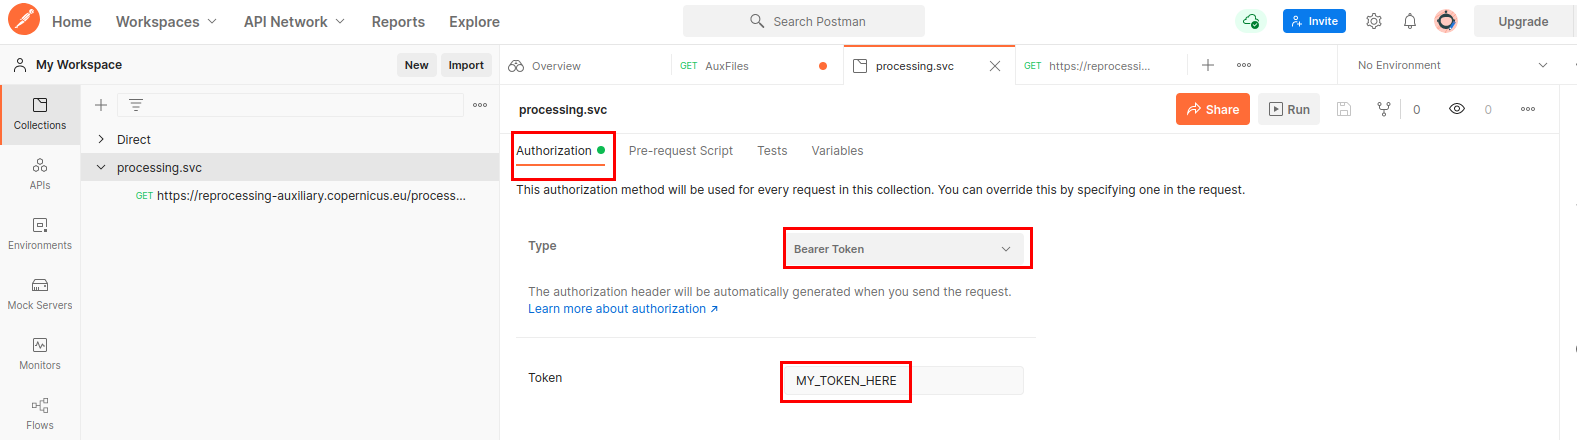 Home Workspaces API Network Reports Explore Search Postman Invite Upgrade
My Workspace New Import Overview GET AuxFiles processing.svc GET https://reprocessi... No Environment
Collections
APIs
Environments
Mock Servers
Monitors
Flows
Direct
processing.svc
GET https://reprocessing-auxiliary.copernicus.eu/process...
processing.svc Share Run 0 0
Authorization Pre-request Script Tests Variables
This authorization method will be used for every request in this collection. You can override this by specifying one in the request.
Type Bearer Token
The authorization header will be automatically generated when you send the request.
Learn more about authorization ↗
Token MY_TOKEN_HERE